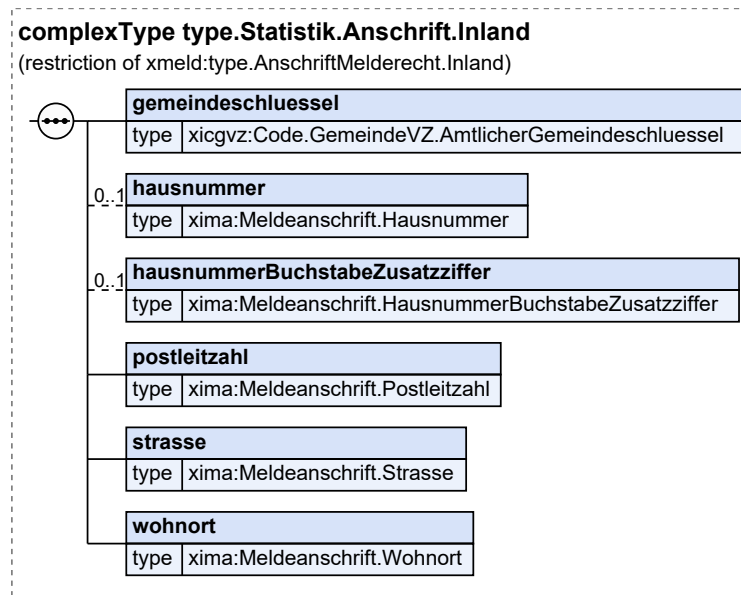 complexType type.Statistik.Anschrift.Inland
(restriction of xmeld:type.AnschriftMelderecht.Inland)
gemeindeschluessel
type xicgvz:Code.GemeindeVZ.AmtlicherGemeindeschluessel
0..1 hausnummer
type xima:Meldeanschrift.Hausnummer
0..1 hausnummerBuchstabeZusatzziffer
type xima:Meldeanschrift.HausnummerBuchstabeZusatzziffer
postleitzahl
type xima:Meldeanschrift.Postleitzahl
strasse
type xima:Meldeanschrift.Strasse
wohnort
type xima:Meldeanschrift.Wohnort